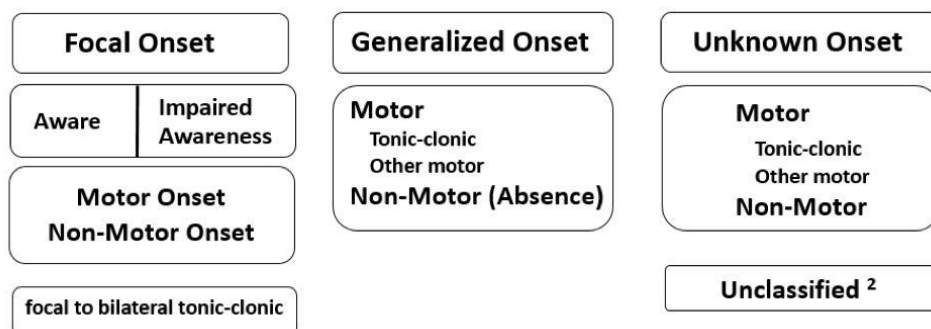 Focal Onset
Aware
Impaired
Awareness
Motor Onset
Non-Motor Onset
focal to bilateral tonic-clonic
Generalized Onset
Motor
Tonic-clonic
Other motor
Non-Motor (Absence)
Unknown Onset
Motor
Tonic-clonic
Other motor
Non-Motor
Unclassified ²